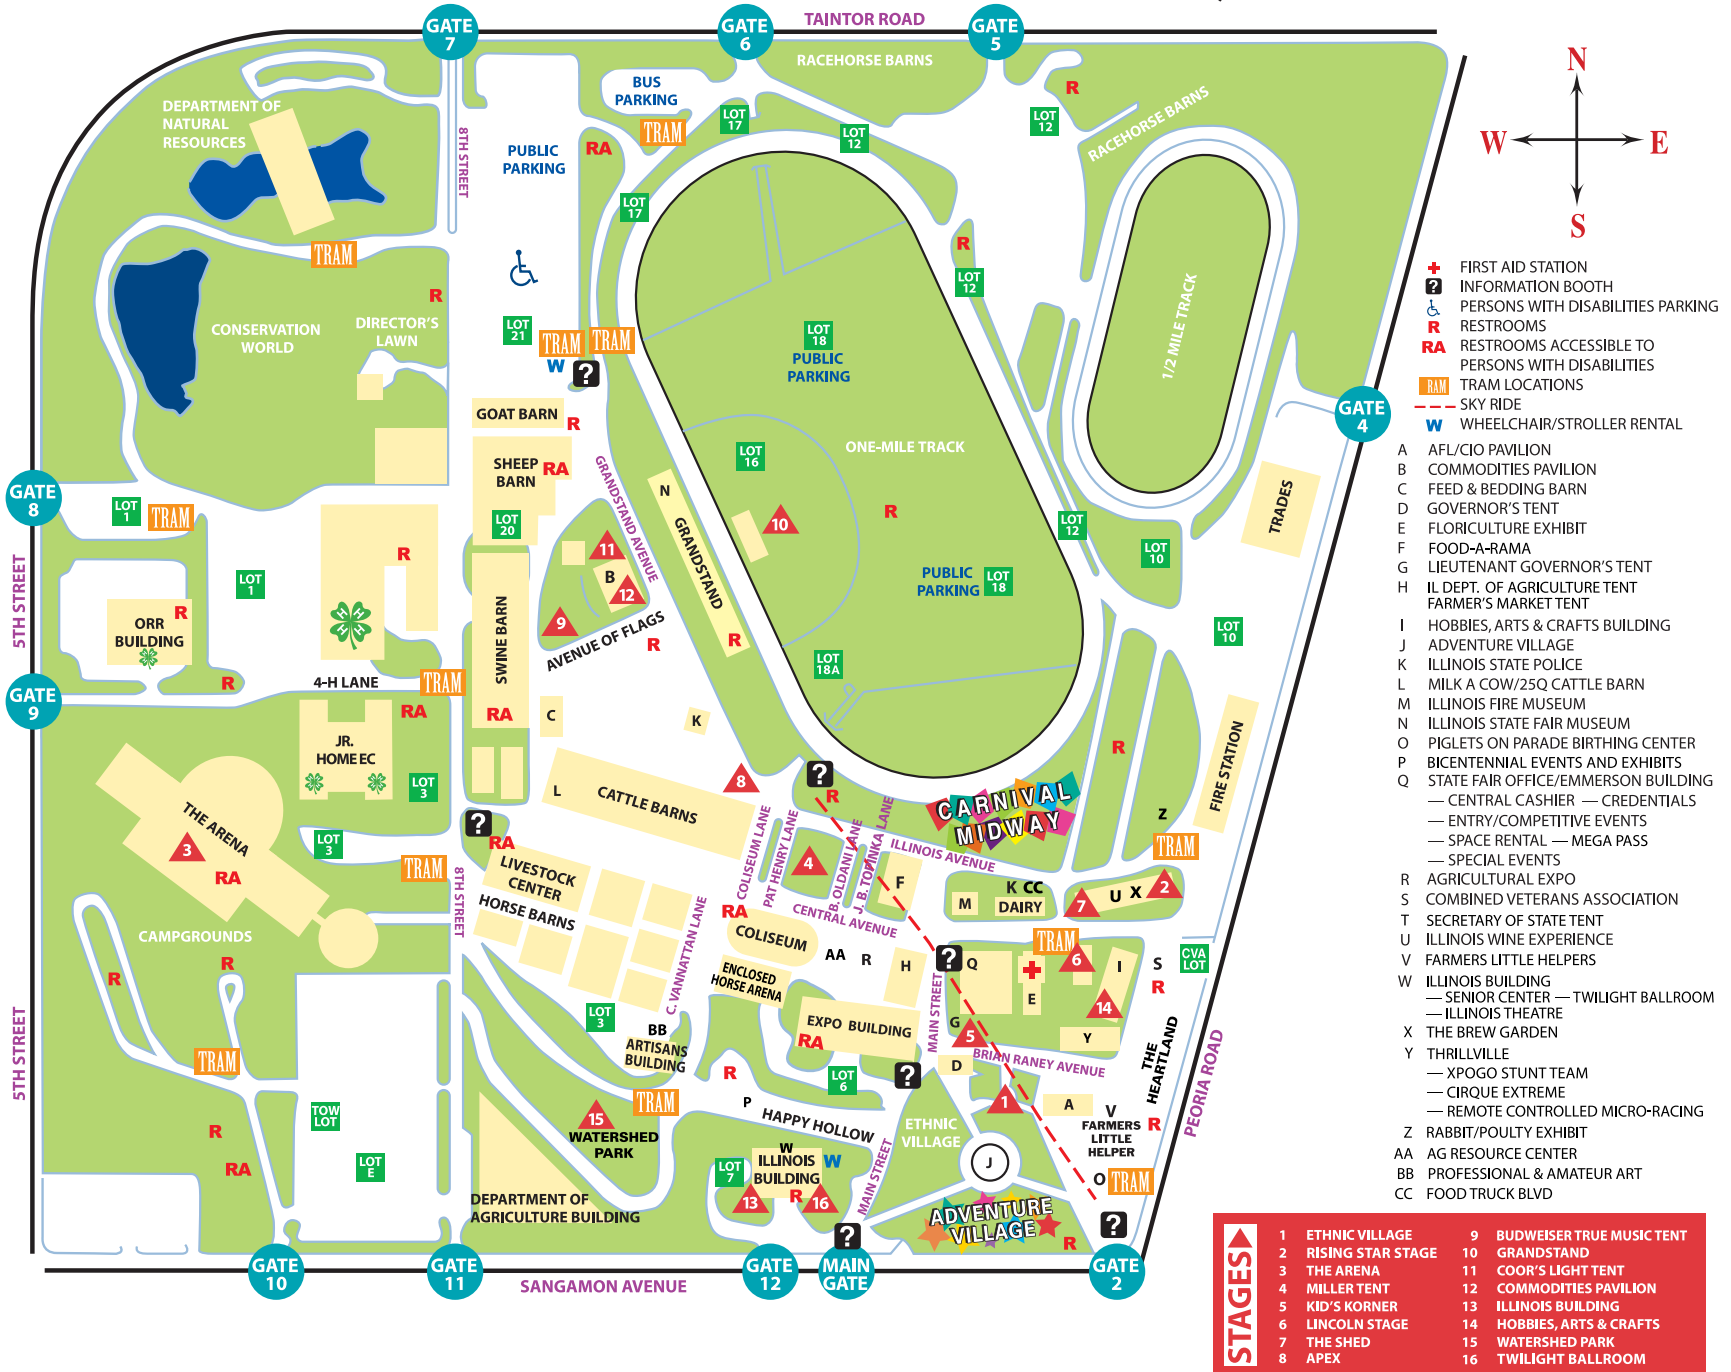 TAINTOR ROAD
GATE
7
GATE
6
GATE
5
RACEHORSE BARNS
BUS
PARKING
R
DEPARTMENT OF
NATURAL
RESOURCES
8TH STREET
PUBLIC
PARKING
TRAM
RA
LOT
17
LOT
12
LOT
12
RACEHORSE BARNS
LOT
17
TRAM
R
R
LOT
12
1/2 MILE TRACK
CONSERVATION
WORLD
DIRECTOR'S
LAWN
LOT
21
TRAM
TRAM
W
?
LOT
18
PUBLIC
PARKING
GATE
4
GOAT BARN
R
SHEEP
BARN
RA
LOT
20
GRANDSTAND AVENUE
LOT
16
ONE-MILE TRACK
R
10
N
GRANDSTAND
R
LOT
12
LOT
10
TRADES
GATE
8
LOT
1
TRAM
R
LOT
1
5TH STREET
ORR
BUILDING
R
H
H
H
H
SWINE BARN
RA
11
B
12
9
AVENUE OF FLAGS
R
PUBLIC
PARKING
LOT
18
LOT
18A
LOT
10
GATE
9
R
4-H LANE
TRAM
RA
JR.
HOME EC
LOT
3
C
K
R
FIRE STATION
THE ARENA
3
RA
LOT
3
TRAM
?
RA
L
CATTLE BARNS
8
?
R
CARNIVAL
MIDWAY
Z
TRAM
LIVESTOCK
CENTER
HORSE BARNS
8TH STREET
COLISEUM LANE
PAT HENRY LANE
4
B. OLDANI LANE
J. B. TOPINKA LANE
F
ILLINOIS AVENUE
CENTRAL AVENUE
M
K CC
DAIRY
7
U X
2
CAMPGROUNDS
R
R
C. VANNATTAN LANE
RA
COLISEUM
AA R
H
ENCLOSED
HORSE ARENA
?
Q
TRAM
6
E
I
14
S
R
CVA
LOT
LOT
3
BB
ARTISANS
BUILDING
EXPO BUILDING
RA
MAIN STREET
G
5
Y
BRIAN RANEY AVENUE
THE
HEARTLAND
PEORIA ROAD
5TH STREET
TRAM
TOW
LOT
R
RA
LOT
E
R
LOT
6
?
D
1
A
V
FARMERS
LITTLE
HELPER
R
TRAM
15
WATERSHED
PARK
P
HAPPY HOLLOW
ETHNIC
VILLAGE
J
O TRAM
DEPARTMENT OF
AGRICULTURE BUILDING
LOT
7
W
ILLINOIS
BUILDING
W
13
R
16
MAIN STREET
ADVENTURE
VILLAGE
R
?
?
GATE
10
GATE
11
SANGAMON AVENUE
GATE
12
MAIN
GATE
GATE
2
N
W
E
S
FIRST AID STATION
? INFORMATION BOOTH
PERSONS WITH DISABILITIES PARKING
R RESTROOMS
RA RESTROOMS ACCESSIBLE TO
PERSONS WITH DISABILITIES
RAM TRAM LOCATIONS
SKY RIDE
W WHEELCHAIR/STROLLER RENTAL
A AFL/CIO PAVILION
B COMMODITIES PAVILION
C FEED & BEDDING BARN
D GOVERNOR'S TENT
E FLORICULTURE EXHIBIT
F FOOD-A-RAMA
G LIEUTENANT GOVERNOR'S TENT
H IL DEPT. OF AGRICULTURE TENT
FARMER'S MARKET TENT
I HOBBIES, ARTS & CRAFTS BUILDING
J ADVENTURE VILLAGE
K ILLINOIS STATE POLICE
L MILK A COW/25Q CATTLE BARN
M ILLINOIS FIRE MUSEUM
N ILLINOIS STATE FAIR MUSEUM
O PIGLETS ON PARADE BIRTHING CENTER
P BICENTENNIAL EVENTS AND EXHIBITS
Q STATE FAIR OFFICE/EMMERSON BUILDING
— CENTRAL CASHIER — CREDENTIALS
— ENTRY/COMPETITIVE EVENTS
— SPACE RENTAL — MEGA PASS
— SPECIAL EVENTS
R AGRICULTURAL EXPO
S COMBINED VETERANS ASSOCIATION
T SECRETARY OF STATE TENT
U ILLINOIS WINE EXPERIENCE
V FARMERS LITTLE HELPERS
W ILLINOIS BUILDING
— SENIOR CENTER — TWILIGHT BALLROOM
— ILLINOIS THEATRE
X THE BREW GARDEN
Y THRILLVILLE
— XPOGO STUNT TEAM
— CIRQUE EXTREME
— REMOTE CONTROLLED MICRO-RACING
Z RABBIT/POULTY EXHIBIT
AA AG RESOURCE CENTER
BB PROFESSIONAL & AMATEUR ART
CC FOOD TRUCK BLVD
STAGES
1 ETHNIC VILLAGE
2 RISING STAR STAGE
3 THE ARENA
4 MILLER TENT
5 KID'S KORNER
6 LINCOLN STAGE
7 THE SHED
8 APEX
9 BUDWEISER TRUE MUSIC TENT
10 GRANDSTAND
11 COOR'S LIGHT TENT
12 COMMODITIES PAVILION
13 ILLINOIS BUILDING
14 HOBBIES, ARTS & CRAFTS
15 WATERSHED PARK
16 TWILIGHT BALLROOM